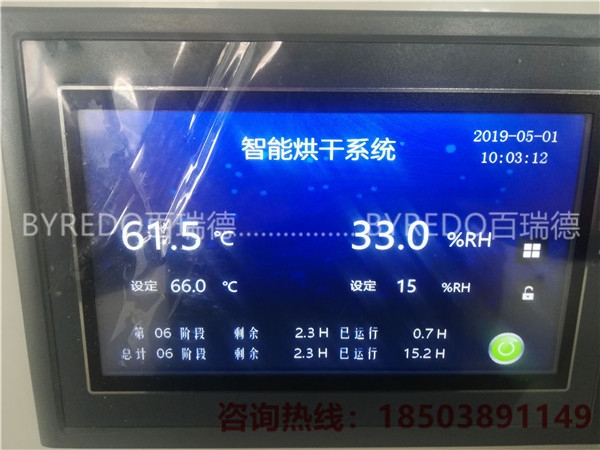 智能烘干系统
2019-05-01
10:03:12
BYREDO百瑞德..................BYREDO百瑞德
61.5 ℃
33.0 %RH
设定 66.0 ℃
设定 15 %RH
第 06 阶段 剩余 2.3 H 已运行 0.7 H
总计 06 阶段 剩余 2.3 H 已运行 15.2 H
咨询热线：18503891149